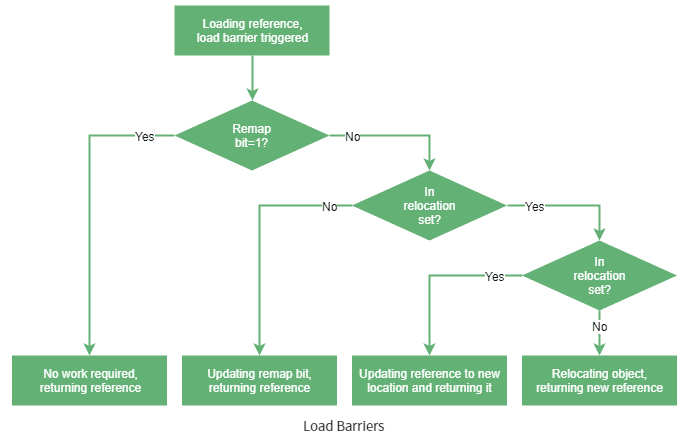 Loading reference,
load barrier triggered
Remap
bit=1?
Yes
No
In
relocation
set?
No
Yes
In
relocation
set?
Yes
No
No work required,
returning reference
Updating remap bit,
returning reference
Updating reference to new
location and returning it
Relocating object,
returning new reference
Load Barriers